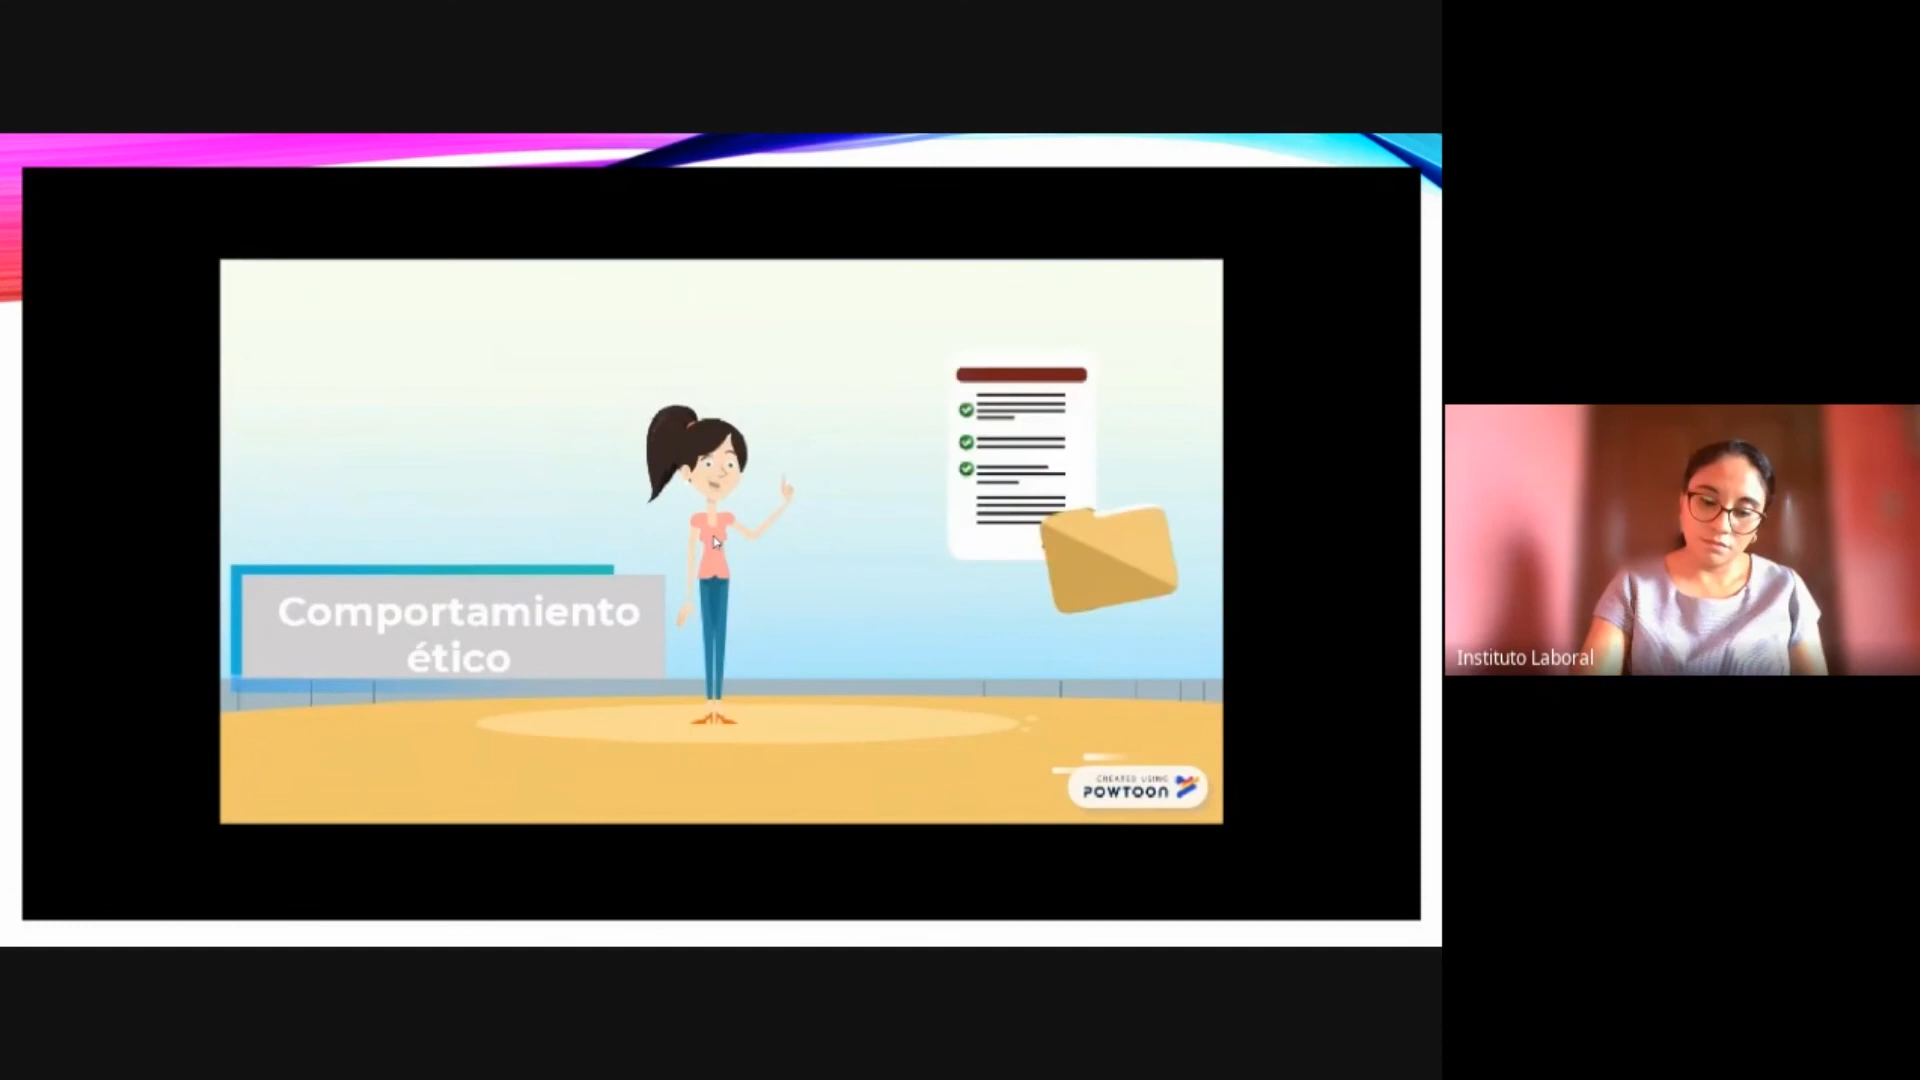 Comportamiento
ético
CREATED USING
POWTOON
Instituto Laboral